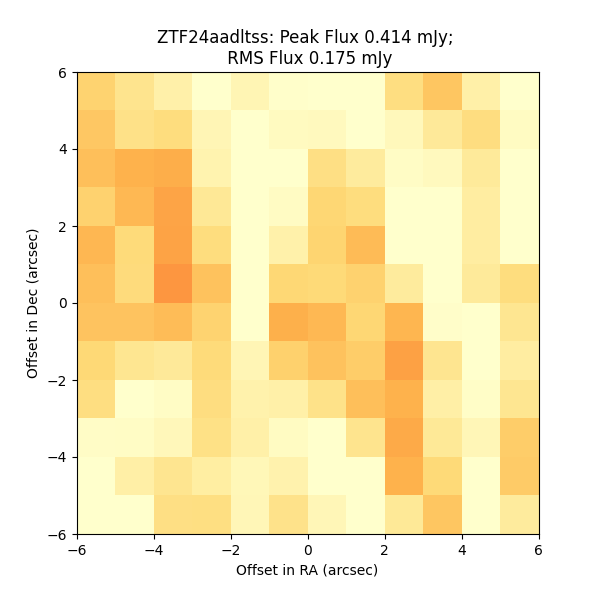 ZTF24aadltss: Peak Flux 0.414 mJy;
RMS Flux 0.175 mJy
6
4
2
0
−2
−4
−6
Offset in Dec (arcsec)
−6 −4 −2 0 2 4 6
Offset in RA (arcsec)